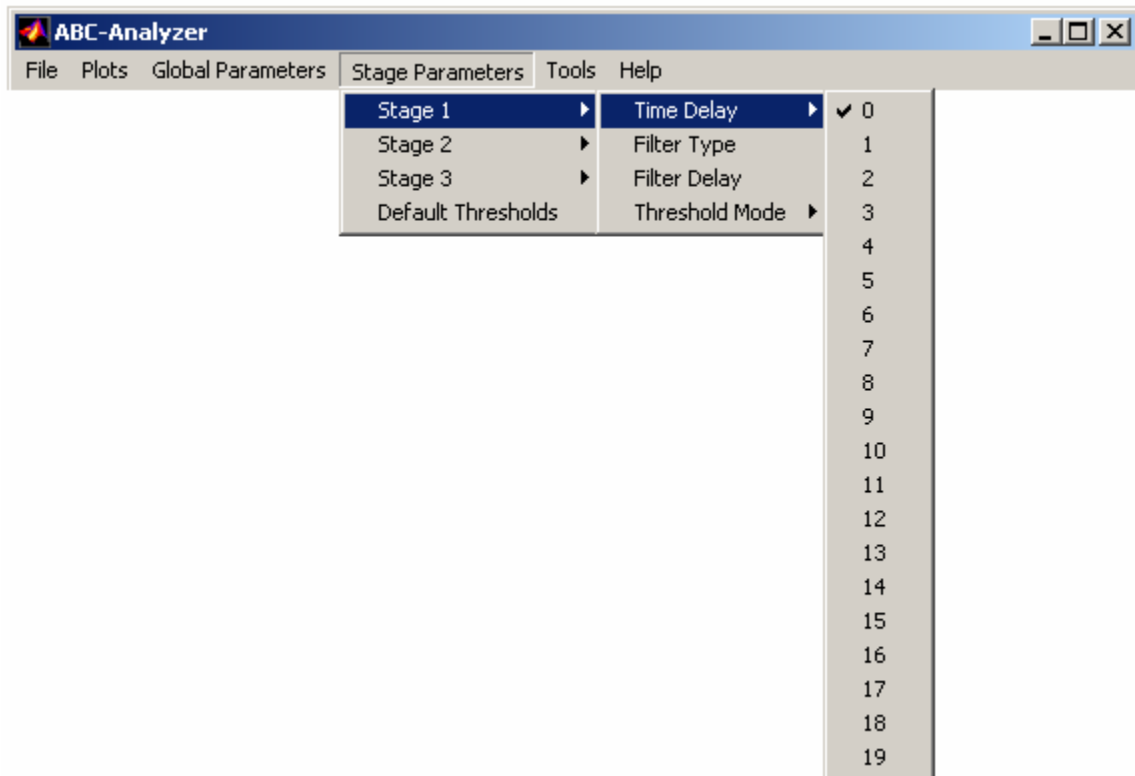 ABC-Analyzer
File Plots Global Parameters Stage Parameters Tools Help
Stage 1
Stage 2
Stage 3
Default Thresholds
Time Delay
Filter Type
Filter Delay
Threshold Mode
0
1
2
3
4
5
6
7
8
9
10
11
12
13
14
15
16
17
18
19